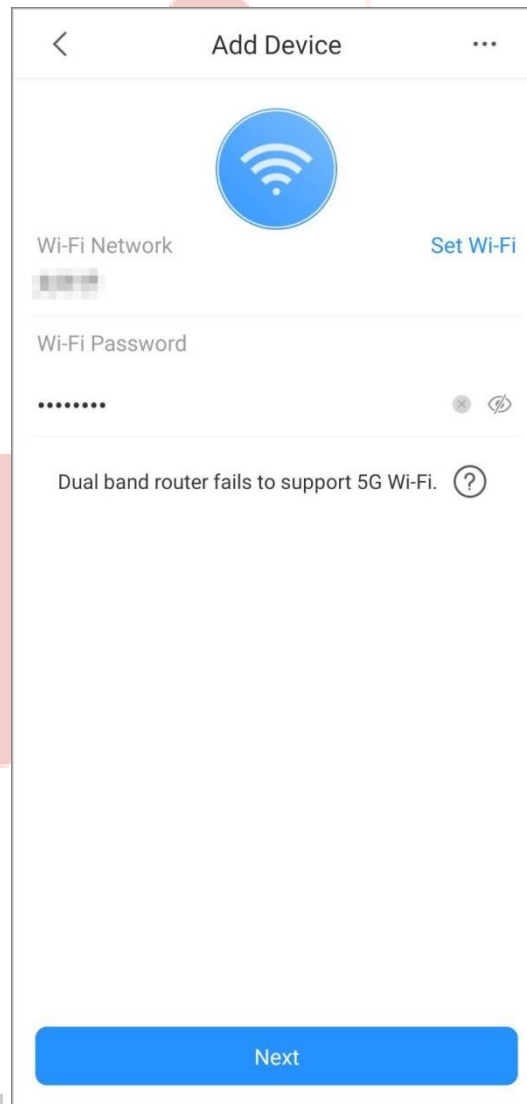 Add Device
Wi-Fi Network Set Wi-Fi
Wi-Fi Password
••••••••
Dual band router fails to support 5G Wi-Fi. ?
Next